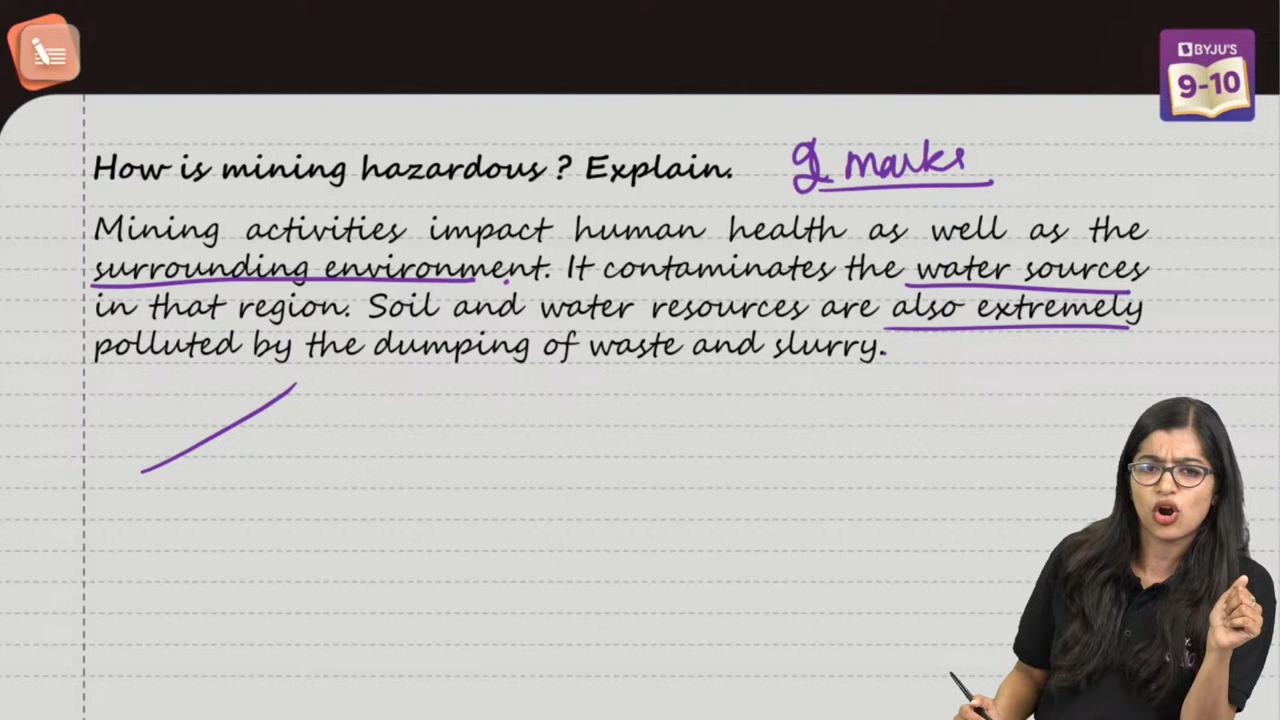 BYJU'S
9-10
How is mining hazardous ? Explain. 2 marks
Mining activities impact human health as well as the
surrounding environment. It contaminates the water sources
in that region. Soil and water resources are also extremely
polluted by the dumping of waste and slurry.